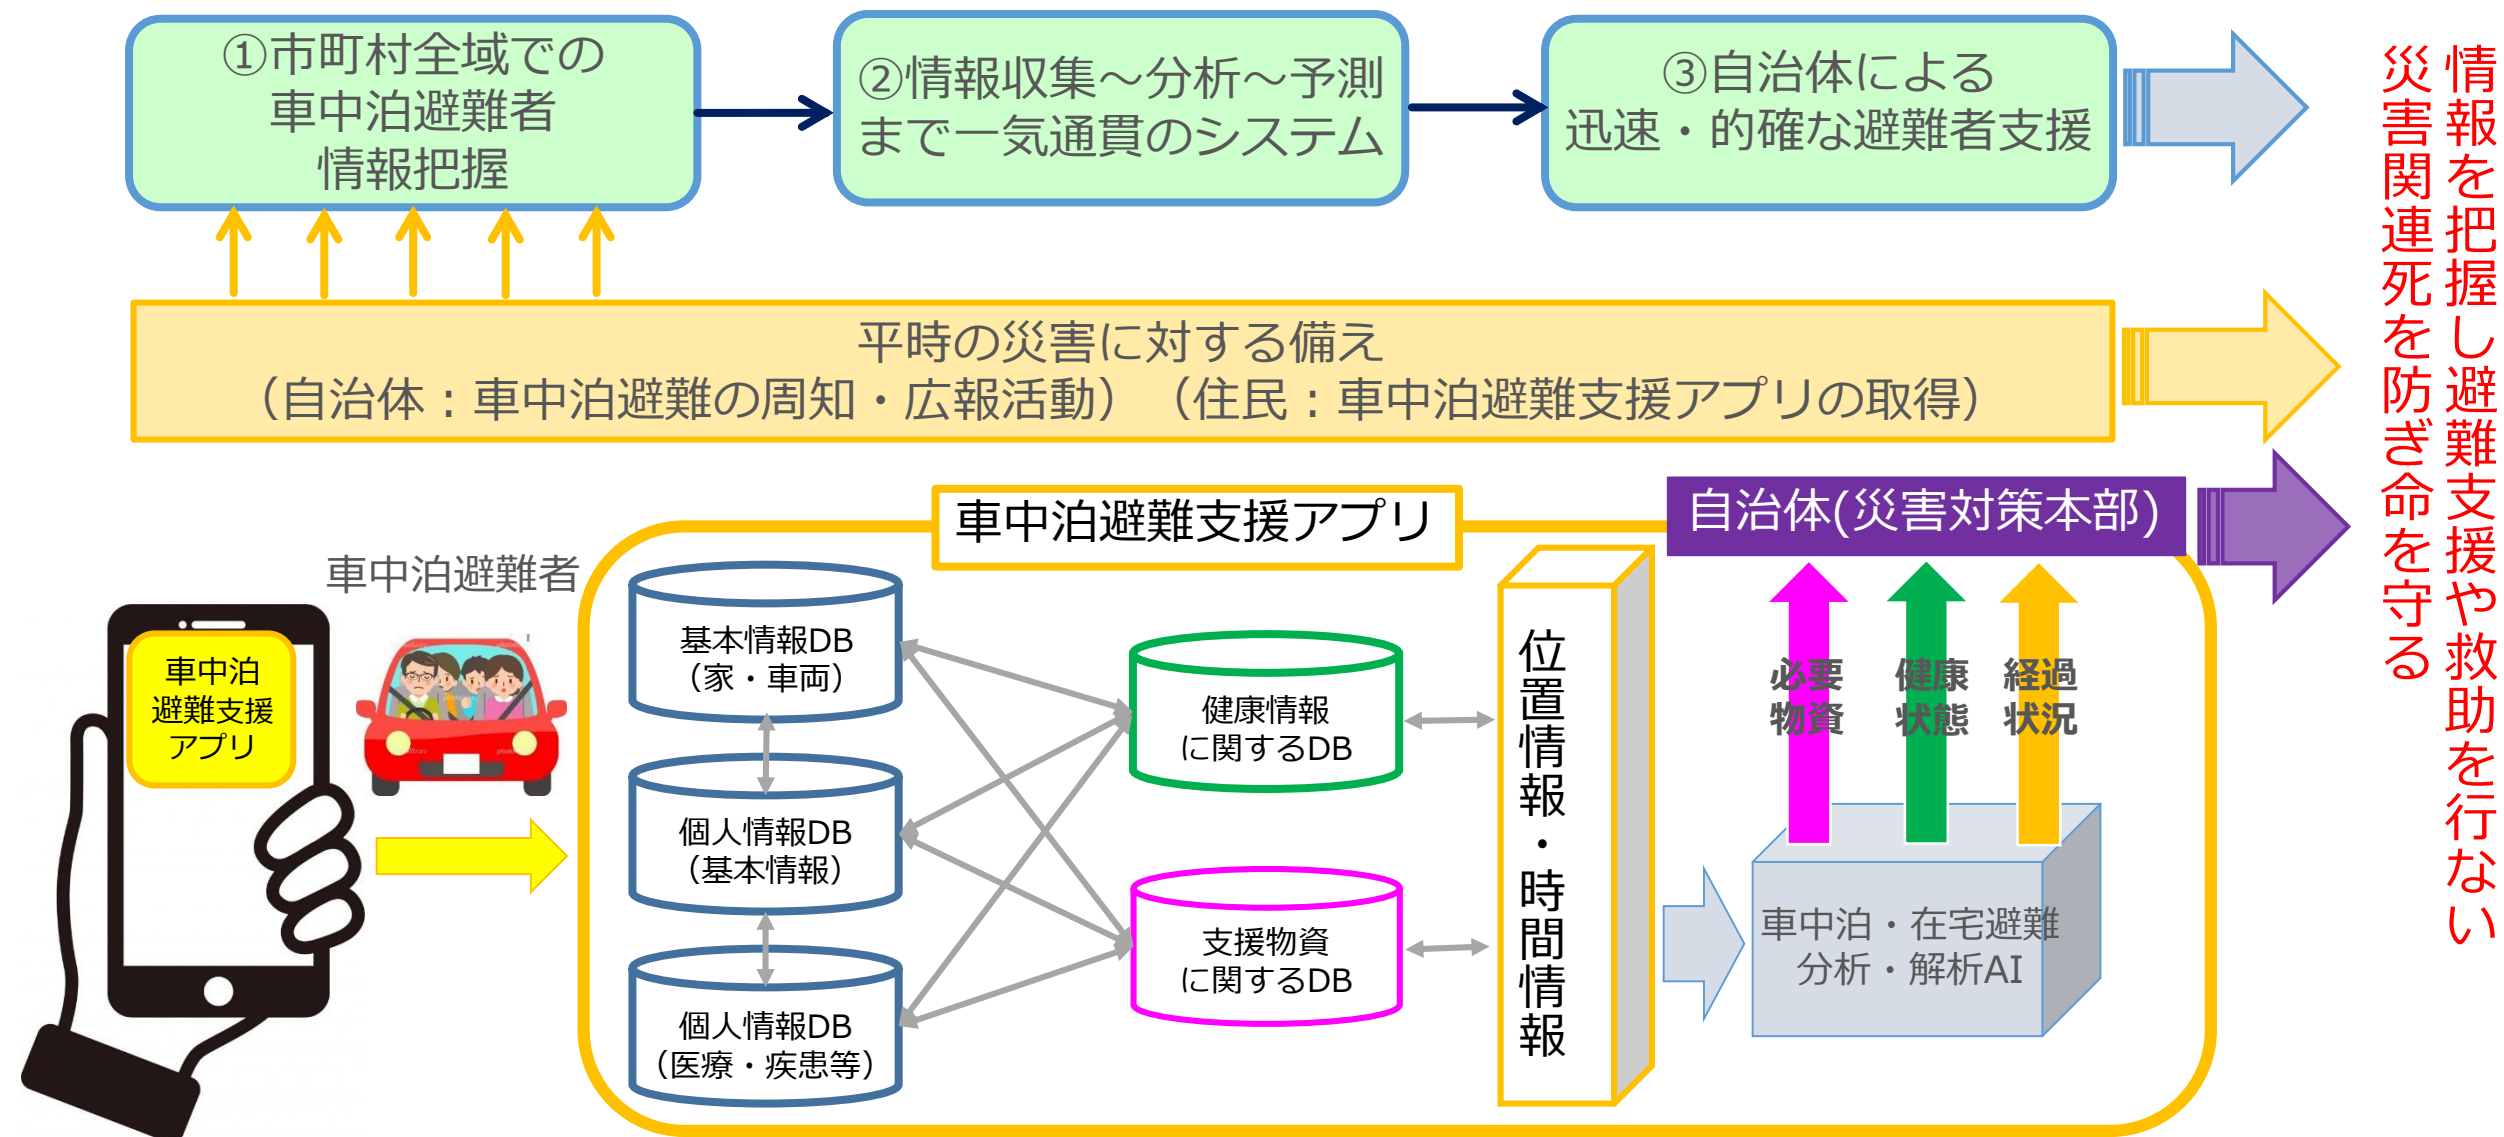 ①市町村全域での
車中泊避難者
情報把握
②情報収集～分析～予測
まで一気通貫のシステム
③自治体による
迅速・的確な避難者支援
平時の災害に対する備え
（自治体：車中泊避難の周知・広報活動）（住民：車中泊避難支援アプリの取得）
情報を把握し避難支援や救助を行ない
災害関連死を防ぎ命を守る
車中泊避難支援アプリ
自治体(災害対策本部)
車中泊避難者
車中泊
避難支援
アプリ
基本情報DB
（家・車両）
個人情報DB
（基本情報）
個人情報DB
（医療・疾患等）
健康情報
に関するDB
支援物資
に関するDB
位置情報・時間情報
必要
物資
健康
状態
経過
状況
車中泊・在宅避難
分析・解析AI